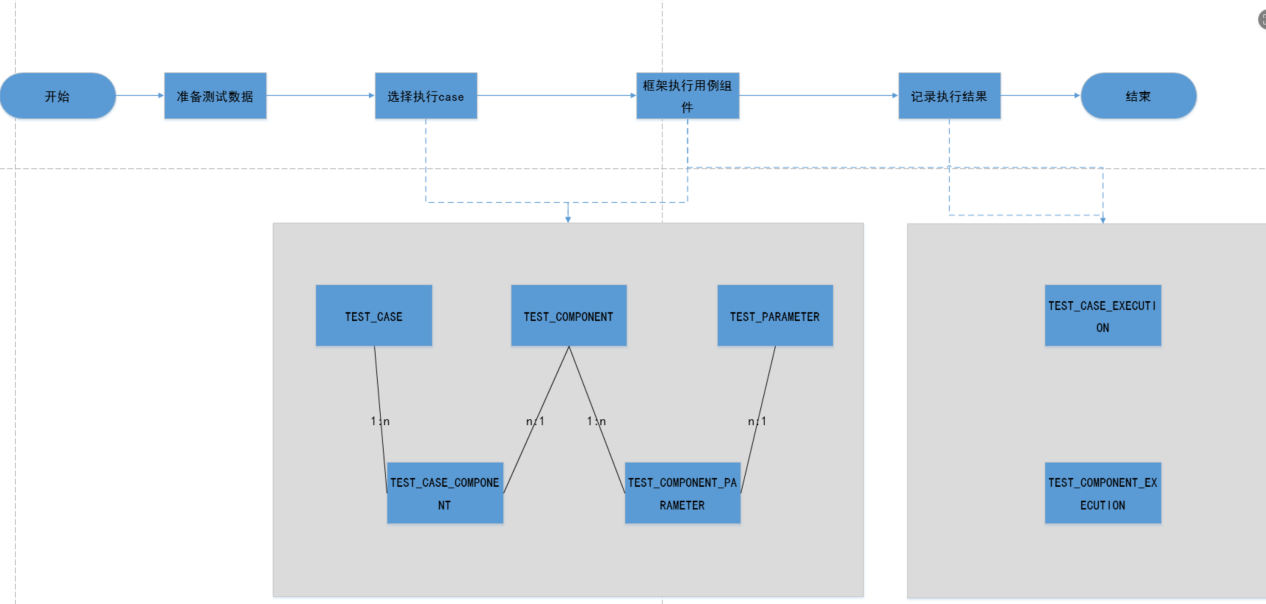 开始
准备测试数据
选择执行case
框架执行用例组
件
记录执行结果
结束
TEST_CASE
TEST_COMPONENT
TEST_PARAMETER
TEST_CASE_EXECUTI
ON
1:n
n:1
1:n
n:1
TEST_CASE_COMPONE
NT
TEST_COMPONENT_PA
RAMETER
TEST_COMPONENT_EX
ECUTION